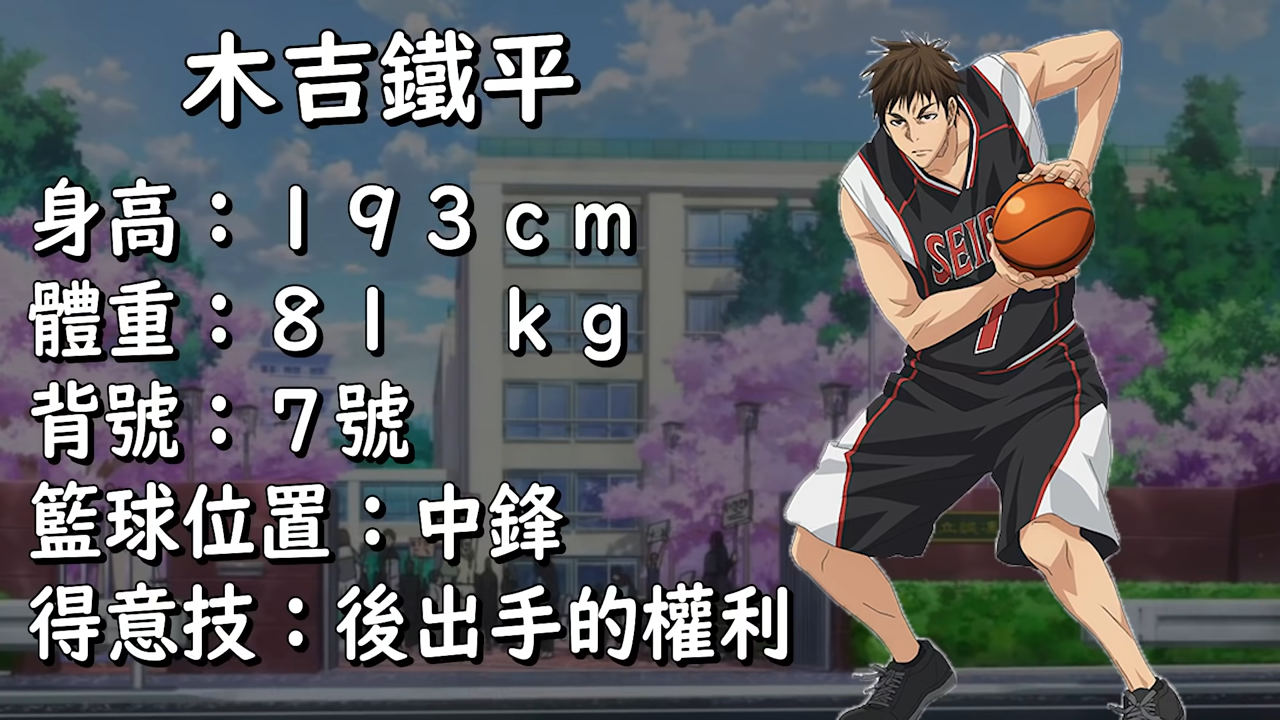 木吉鐵平
身高：１９３ｃｍ
體重：８１　ｋｇ
背號：７號
籃球位置：中鋒
得意技：後出手的權利
SEI
7